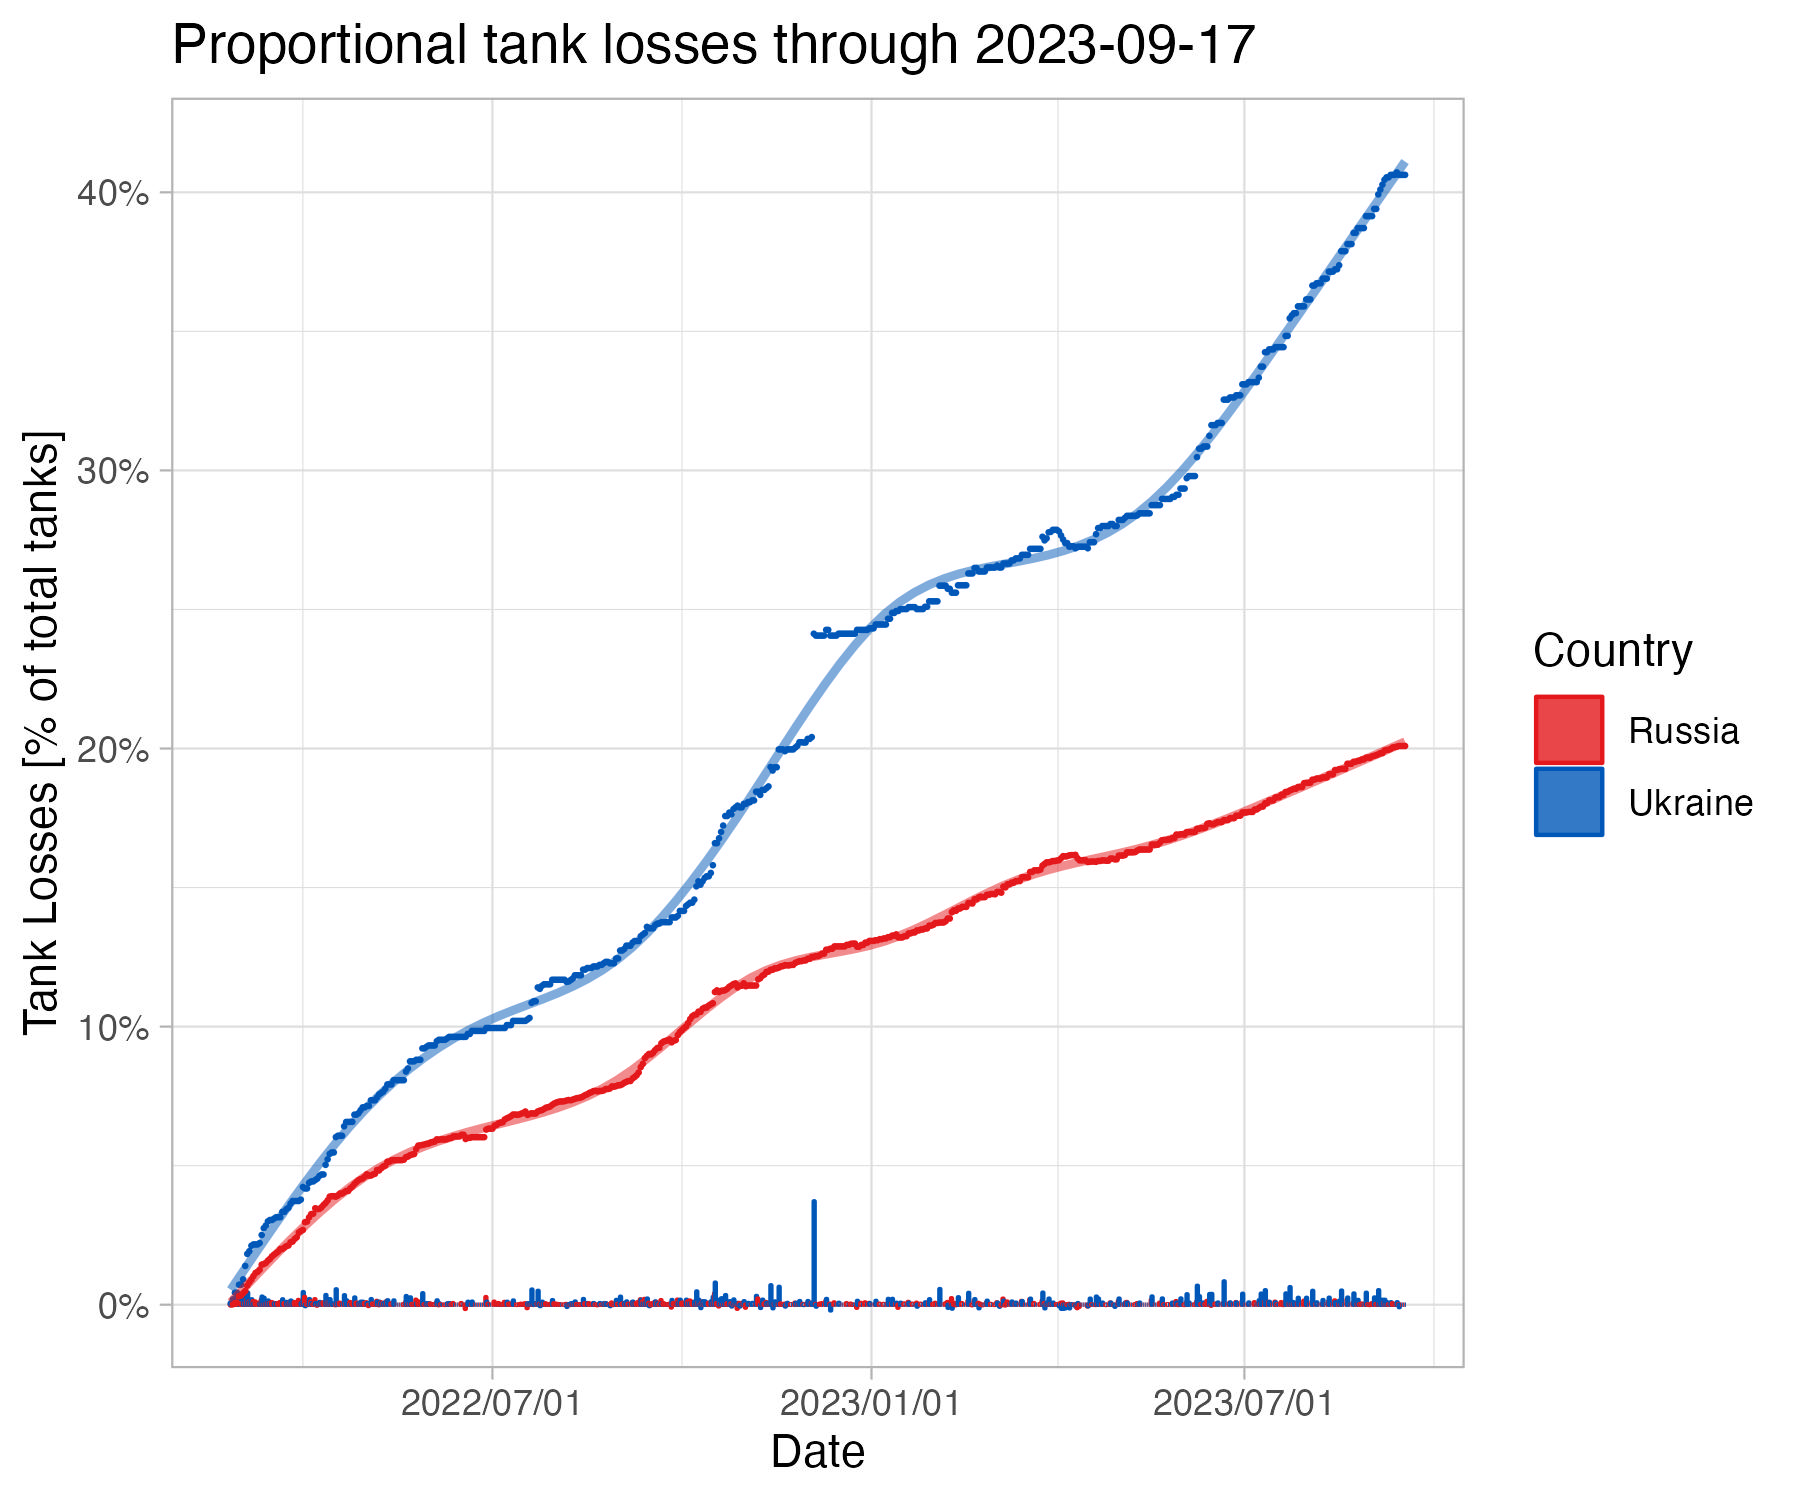 Proportional tank losses through 2023-09-17
Tank Losses [% of total tanks]
40%
30%
20%
10%
0%
2022/07/01
2023/01/01
2023/07/01
Date
Country
Russia
Ukraine